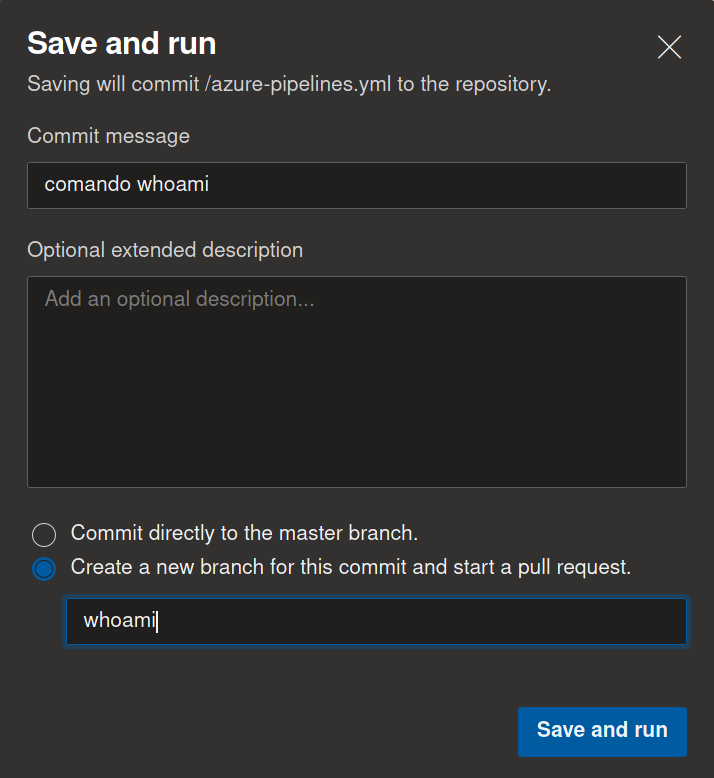 Save and run
Saving will commit /azure-pipelines.yml to the repository.
Commit message
comando whoami
Optional extended description
Add an optional description...
Commit directly to the master branch.
Create a new branch for this commit and start a pull request.
whoami
Save and run